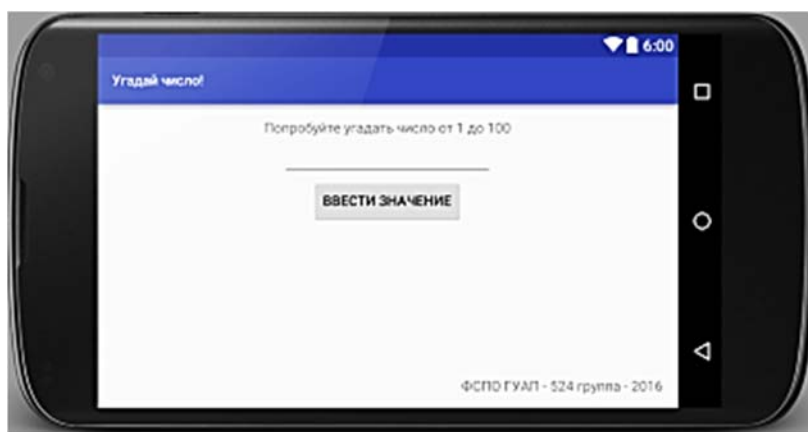 6:00
Угадай число!
Попробуйте угадать число от 1 до 100
ВВЕСТИ ЗНАЧЕНИЕ
ФСПО ГУАП - 524 группа - 2016